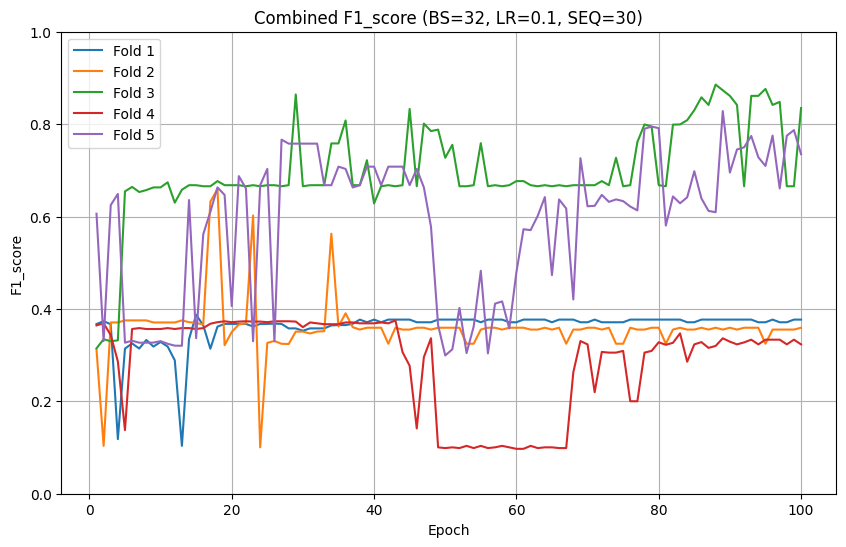 Combined F1_score (BS=32, LR=0.1, SEQ=30)
Fold 1
Fold 2
Fold 3
Fold 4
Fold 5
F1_score
1.0
0.8
0.6
0.4
0.2
0.0
0 20 40 60 80 100
Epoch